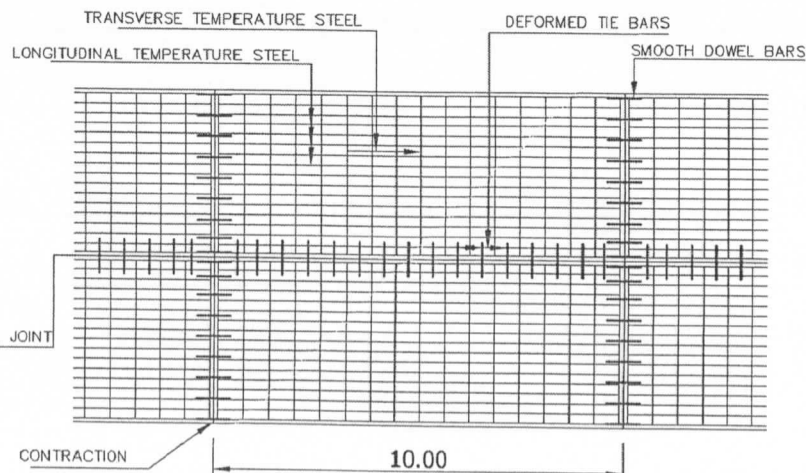 TRANSVERSE TEMPERATURE STEEL
DEFORMED TIE BARS
LONGITUDINAL TEMPERATURE STEEL
SMOOTH DOWEL BARS
JOINT
CONTRACTION
10.00